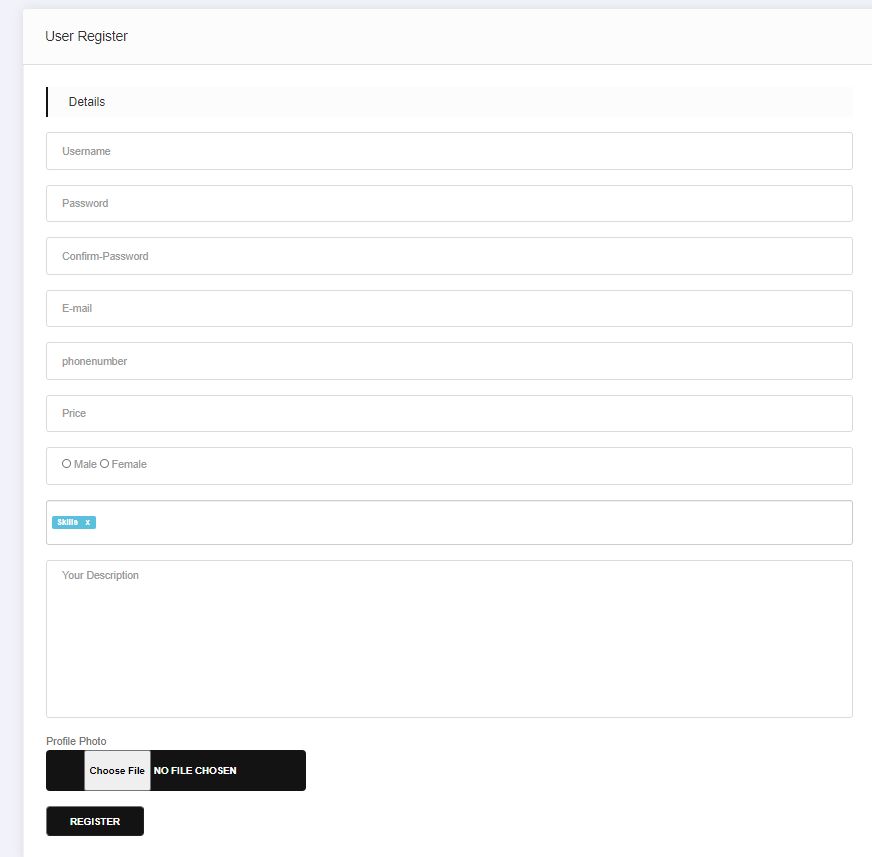 User Register
Details
Username
Password
Confirm-Password
E-mail
phonenumber
Price
Male Female
Skills x
Your Description
Profile Photo
Choose File NO FILE CHOSEN
REGISTER